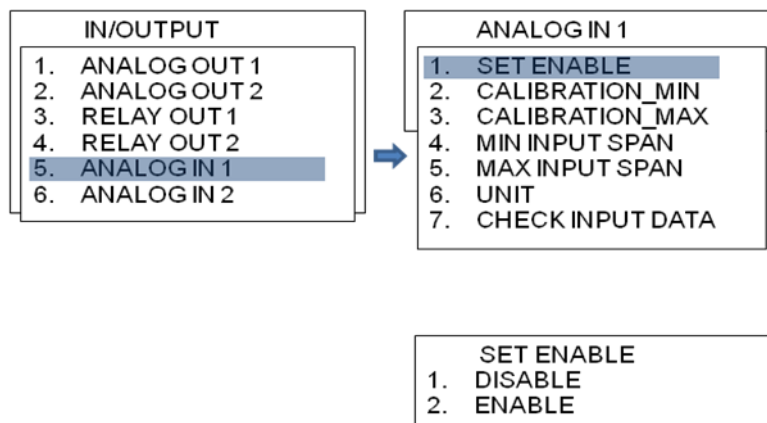 IN/OUTPUT
1. ANALOG OUT 1
2. ANALOG OUT 2
3. RELAY OUT 1
4. RELAY OUT 2
5. ANALOG IN 1
6. ANALOG IN 2
ANALOG IN 1
1. SET ENABLE
2. CALIBRATION_MIN
3. CALIBRATION_MAX
4. MIN INPUT SPAN
5. MAX INPUT SPAN
6. UNIT
7. CHECK INPUT DATA
SET ENABLE
1. DISABLE
2. ENABLE